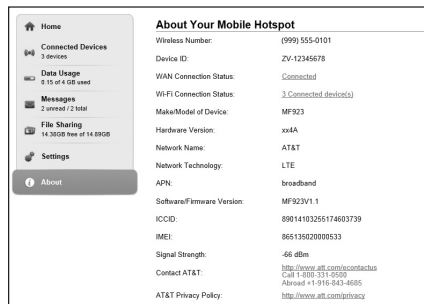 Home
Connected Devices
3 devices
Data Usage
0.15 of 4 GB used
Messages
2 unread / 2 total
File Sharing
14.38GB free of 14.89GB
Settings
About
About Your Mobile Hotspot
Wireless Number: (999) 555-0101
Device ID: ZV-12345678
WAN Connection Status: Connected
Wi-Fi Connection Status: 3 Connected device(s)
Make/Model of Device: MF923
Hardware Version: xx4A
Network Name: AT&T
Network Technology: LTE
APN: broadband
Software/Firmware Version: MF923V1.1
ICCID: 89014103255174603739
IMEI: 865135020000533
Signal Strength: -66 dBm
Contact AT&T: http://www.att.com/econtactus
Call 1-800-331-0500
Abroad +1-916-843-4685
AT&T Privacy Policy: http://www.att.com/privacy